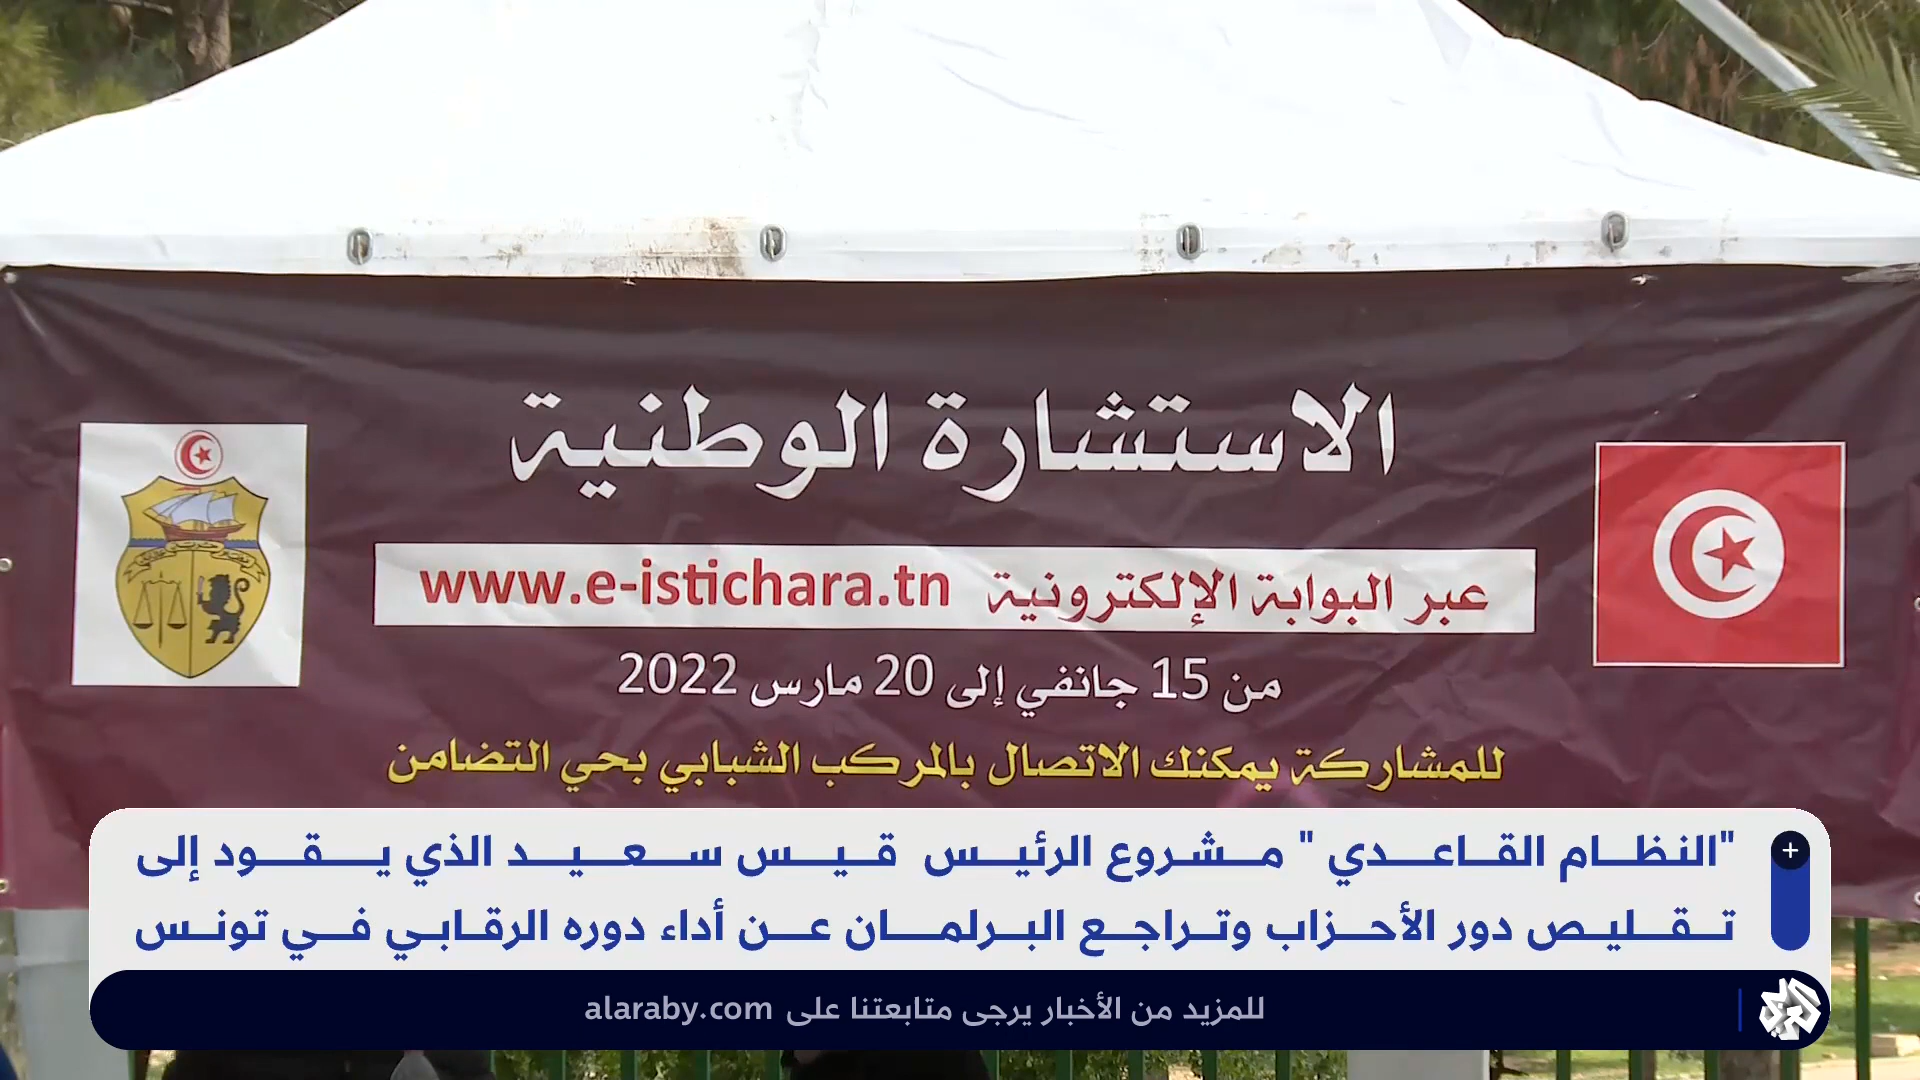 الاستشارة الوطنية
عبر البوابة الإلكترونية www.e-istichara.tn
من 15 جانفي إلى 20 مارس 2022
للمشاركة يمكنك الاتصال بالمركب الشبابي بحي التضامن
"النظام القاعدي " مشروع الرئيس قيس سعيد الذي يقود إلى
تقليص دور الأحزاب وتراجع البرلمان عن أداء دوره الرقابي في تونس
للمزيد من الأخبار يرجى متابعتنا على alaraby.com